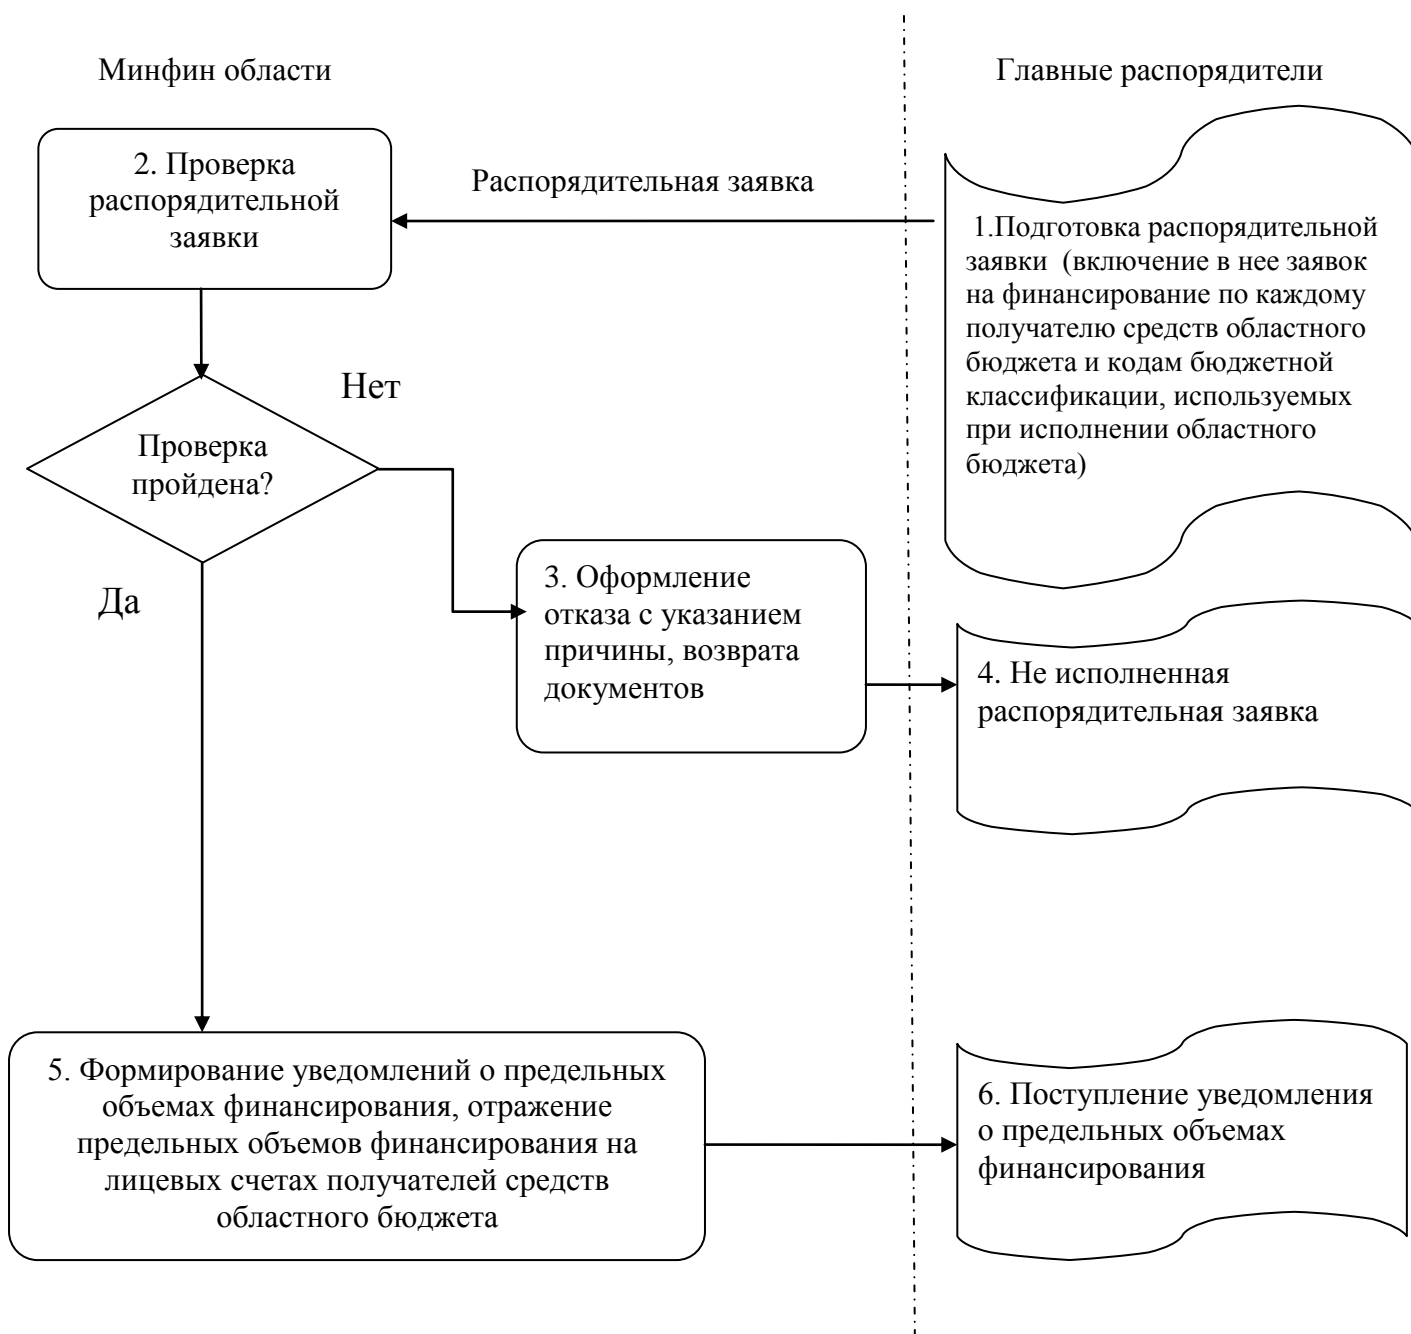 Минфин области
Главные распорядители
2. Проверка
распорядительной
заявки
Распорядительная заявка
1.Подготовка распорядительной
заявки (включение в нее заявок
на финансирование по каждому
получателю средств областного
бюджета и кодам бюджетной
классификации, используемых
при исполнении областного
бюджета)
Нет
Проверка
пройдена?
Да
3. Оформление
отказа с указанием
причины, возврата
документов
4. Не исполненная
распорядительная заявка
5. Формирование уведомлений о предельных
объемах финансирования, отражение
предельных объемов финансирования на
лицевых счетах получателей средств
областного бюджета
6. Поступление уведомления
о предельных объемах
финансирования